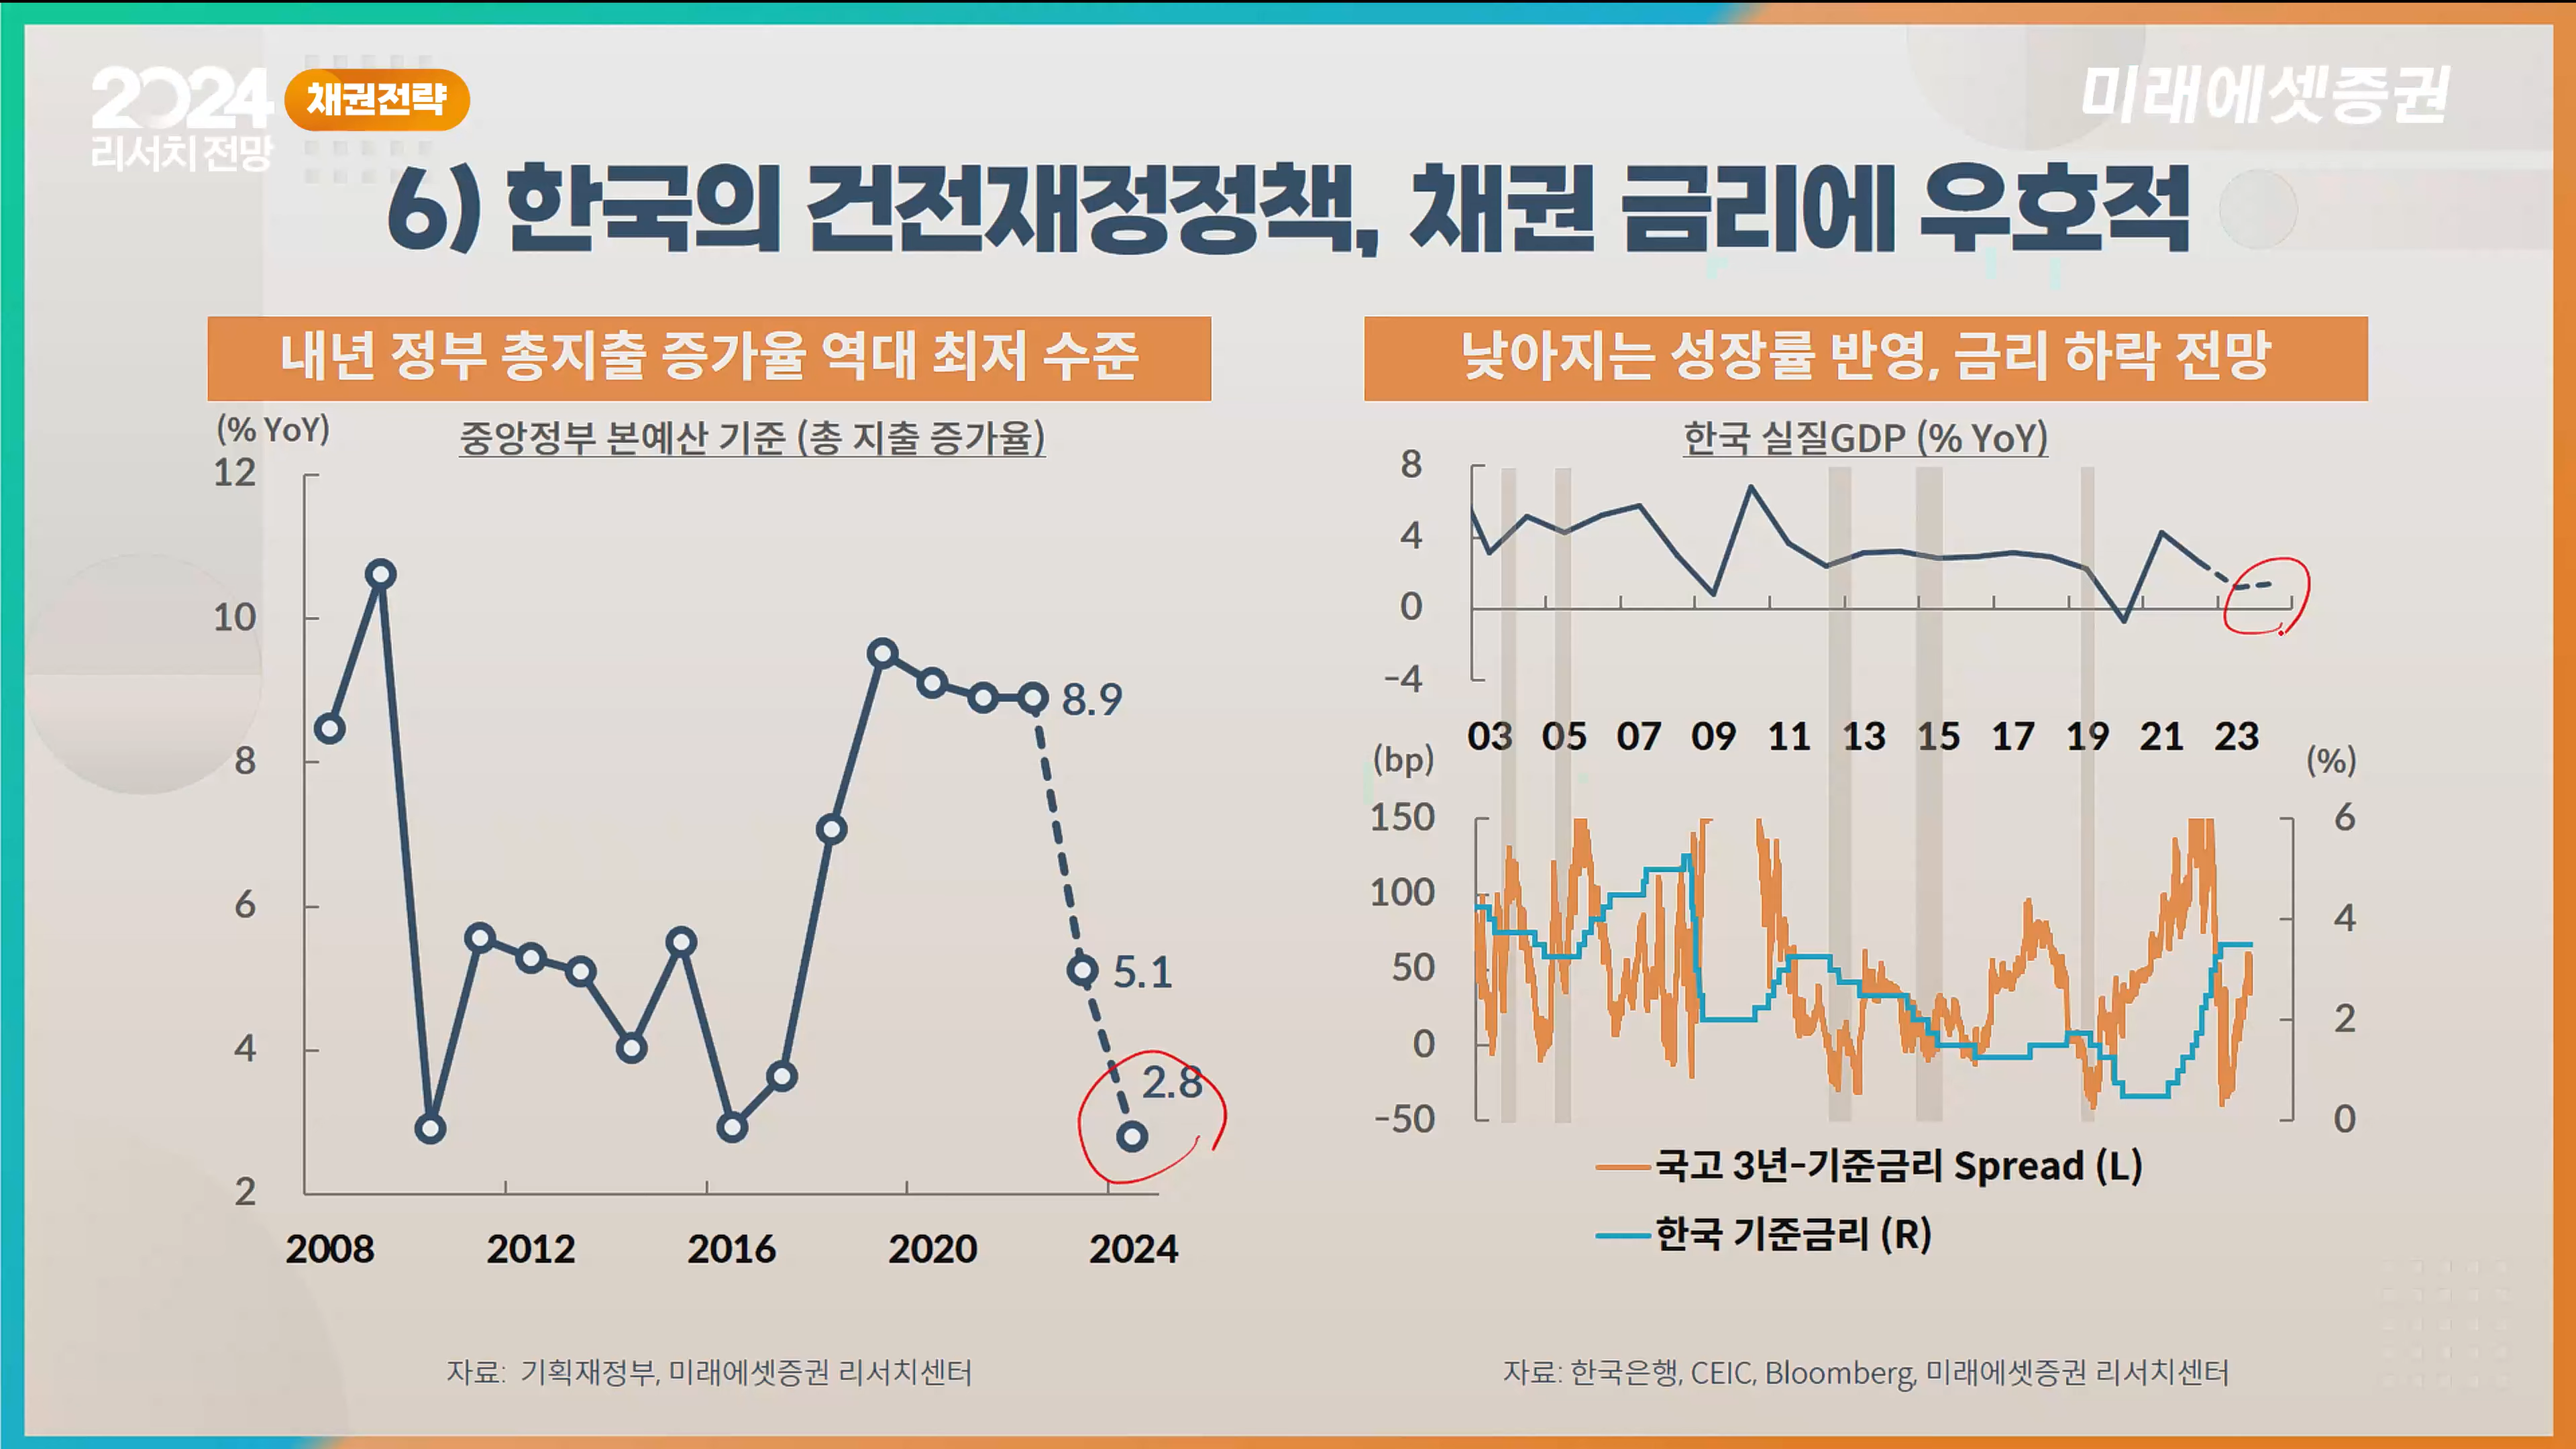 2024
리서치 전망
채권전략
미래에셋증권
6) 한국의 건전재정정책, 채권 금리에 우호적
내년 정부 총지출 증가율 역대 최저 수준
(% YoY)
중앙정부 본예산 기준 (총 지출 증가율)
12
10
8
6
4
2
8.9
5.1
2.8
2008 2012 2016 2020 2024
자료: 기획재정부, 미래에셋증권 리서치센터
낮아지는 성장률 반영, 금리 하락 전망
한국 실질GDP (% YoY)
8
4
0
-4
03 05 07 09 11 13 15 17 19 21 23
(bp)
(%)
150
100
50
0
-50
6
4
2
0
국고 3년-기준금리 Spread (L)
한국 기준금리 (R)
자료: 한국은행, CEIC, Bloomberg, 미래에셋증권 리서치센터